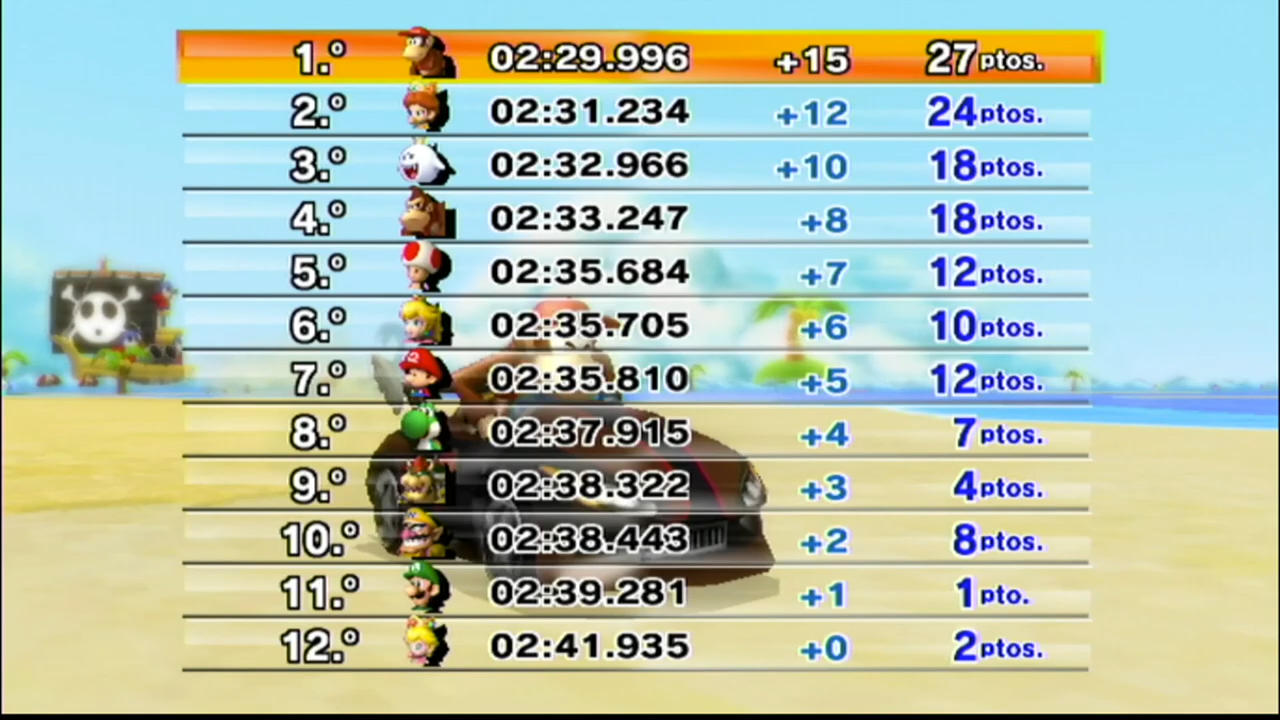 1.º 02:29.996 +15 27ptos.
2.º 02:31.234 +12 24ptos.
3.º 02:32.966 +10 18ptos.
4.º 02:33.247 +8 18ptos.
5.º 02:35.684 +7 12ptos.
6.º 02:35.705 +6 10ptos.
7.º 02:35.810 +5 12ptos.
8.º 02:37.915 +4 7ptos.
9.º 02:38.322 +3 4ptos.
10.º 02:38.443 +2 8ptos.
11.º 02:39.281 +1 1pto.
12.º 02:41.935 +0 2ptos.